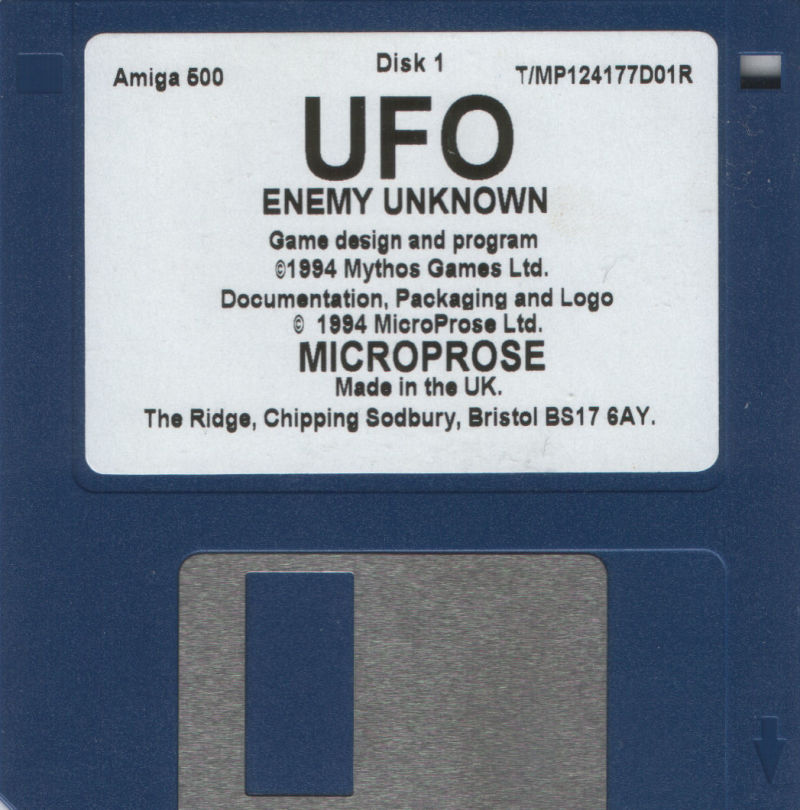 Disk 1
Amiga 500
T/MP124177D01R
UFO
ENEMY UNKNOWN
Game design and program
©1994 Mythos Games Ltd.
Documentation, Packaging and Logo
© 1994 MicroProse Ltd.
MICROPROSE
Made in the UK.
The Ridge, Chipping Sodbury, Bristol BS17 6AY.